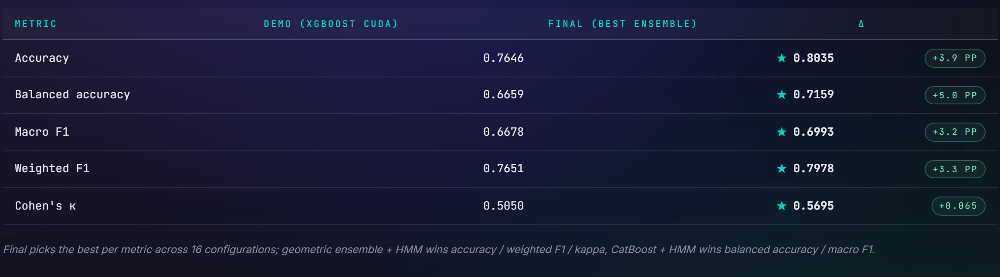 METRIC DEMO (XGBOOST CUDA) FINAL (BEST ENSEMBLE) Δ
Accuracy 0.7646 ★ 0.8035 +3.9 PP
Balanced accuracy 0.6659 ★ 0.7159 +5.0 PP
Macro F1 0.6678 ★ 0.6993 +3.2 PP
Weighted F1 0.7651 ★ 0.7978 +3.3 PP
Cohen's κ 0.5050 ★ 0.5695 +0.065
Final picks the best per metric across 16 configurations; geometric ensemble + HMM wins accuracy / weighted F1 / kappa, CatBoost + HMM wins balanced accuracy / macro F1.